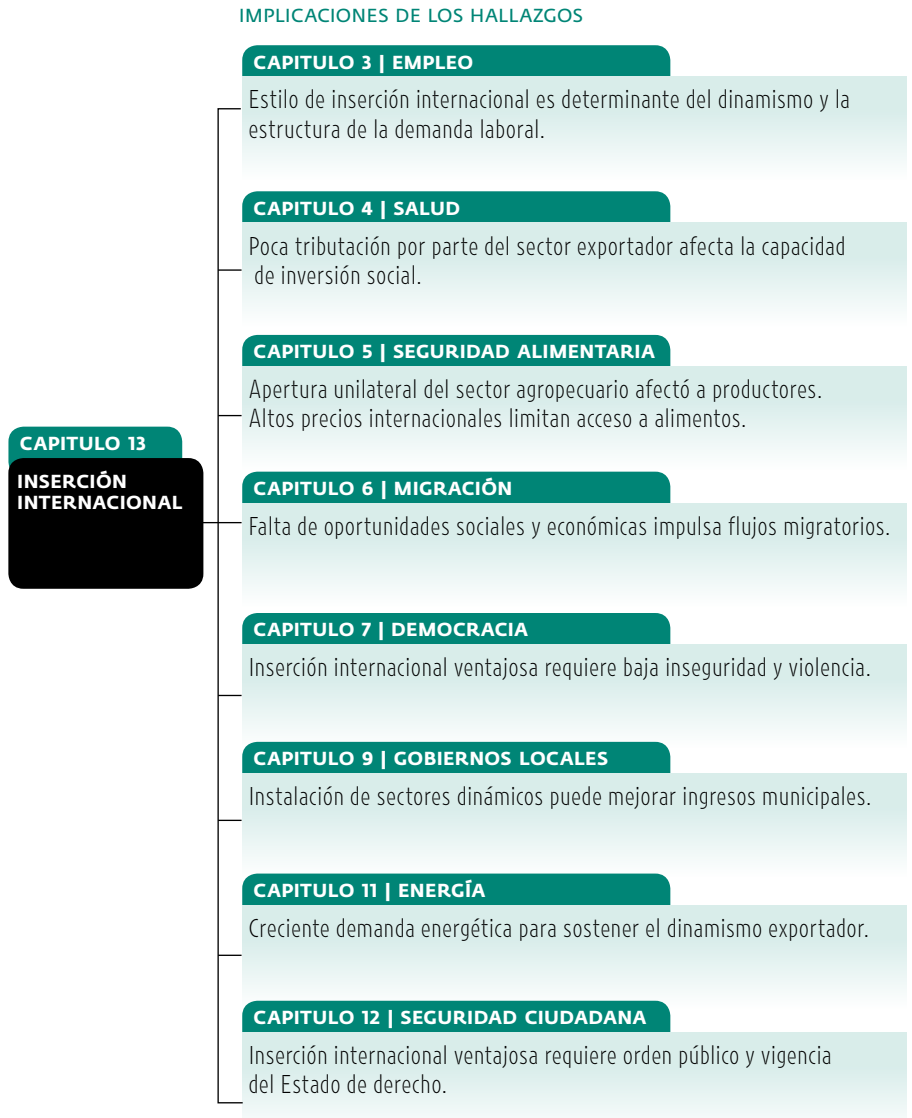 IMPLICACIONES DE LOS HALLAZGOS
CAPITULO 3 | EMPLEO
Estilo de inserción internacional es determinante del dinamismo y la
estructura de la demanda laboral.
CAPITULO 4 | SALUD
Poca tributación por parte del sector exportador afecta la capacidad
de inversión social.
CAPITULO 5 | SEGURIDAD ALIMENTARIA
Apertura unilateral del sector agropecuario afectó a productores.
Altos precios internacionales limitan acceso a alimentos.
CAPITULO 13
INSERCIÓN
INTERNACIONAL
CAPITULO 6 | MIGRACIÓN
Falta de oportunidades sociales y económicas impulsa flujos migratorios.
CAPITULO 7 | DEMOCRACIA
Inserción internacional ventajosa requiere baja inseguridad y violencia.
CAPITULO 9 | GOBIERNOS LOCALES
Instalación de sectores dinámicos puede mejorar ingresos municipales.
CAPITULO 11 | ENERGÍA
Creciente demanda energética para sostener el dinamismo exportador.
CAPITULO 12 | SEGURIDAD CIUDADANA
Inserción internacional ventajosa requiere orden público y vigencia
del Estado de derecho.